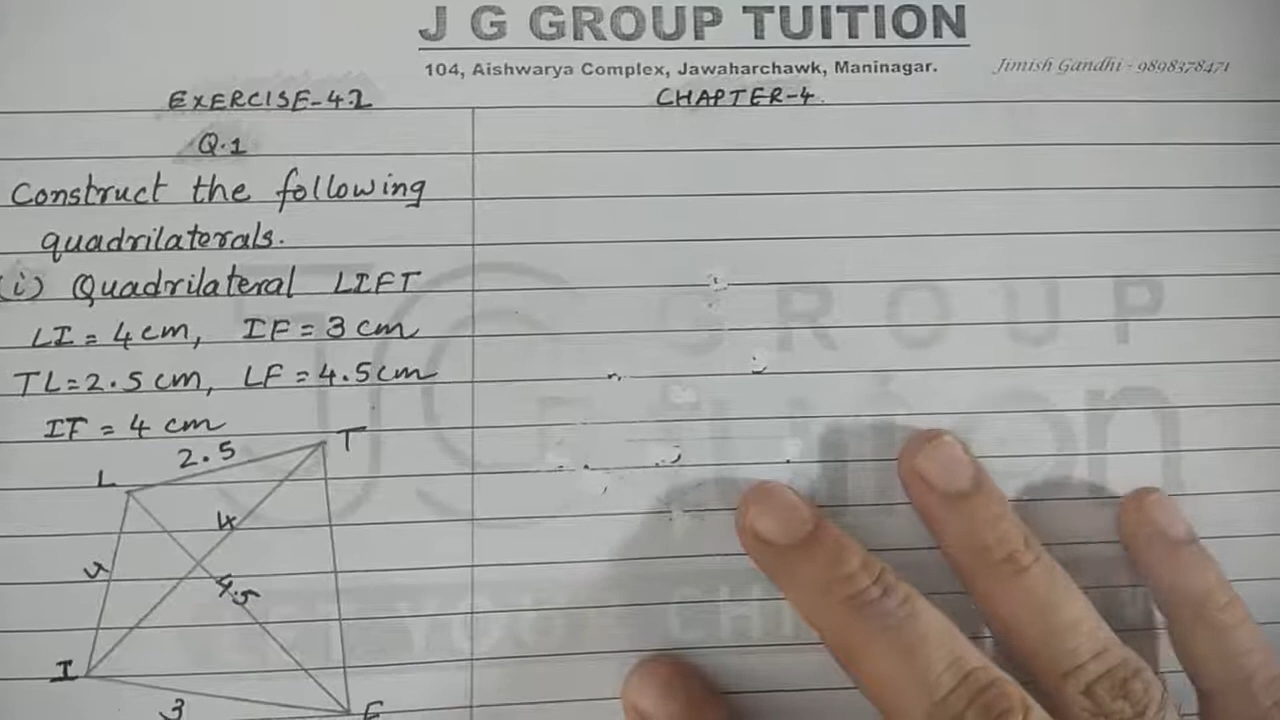 J G GROUP TUITION
104, Aishwarya Complex, Jawaharchawk, Maninagar.
Jimish Gandhi - 9898378471
EXERCISE-4.2
CHAPTER-4.
Q.1
Construct the following
quadrilaterals.
(i) Quadrilateral LIFT
LI = 4 cm, IF = 3 cm
TL = 2.5 cm, LF = 4.5 cm
IT = 4 cm
L 2.5 T
4
4
4.5
I
3 F
GROUP